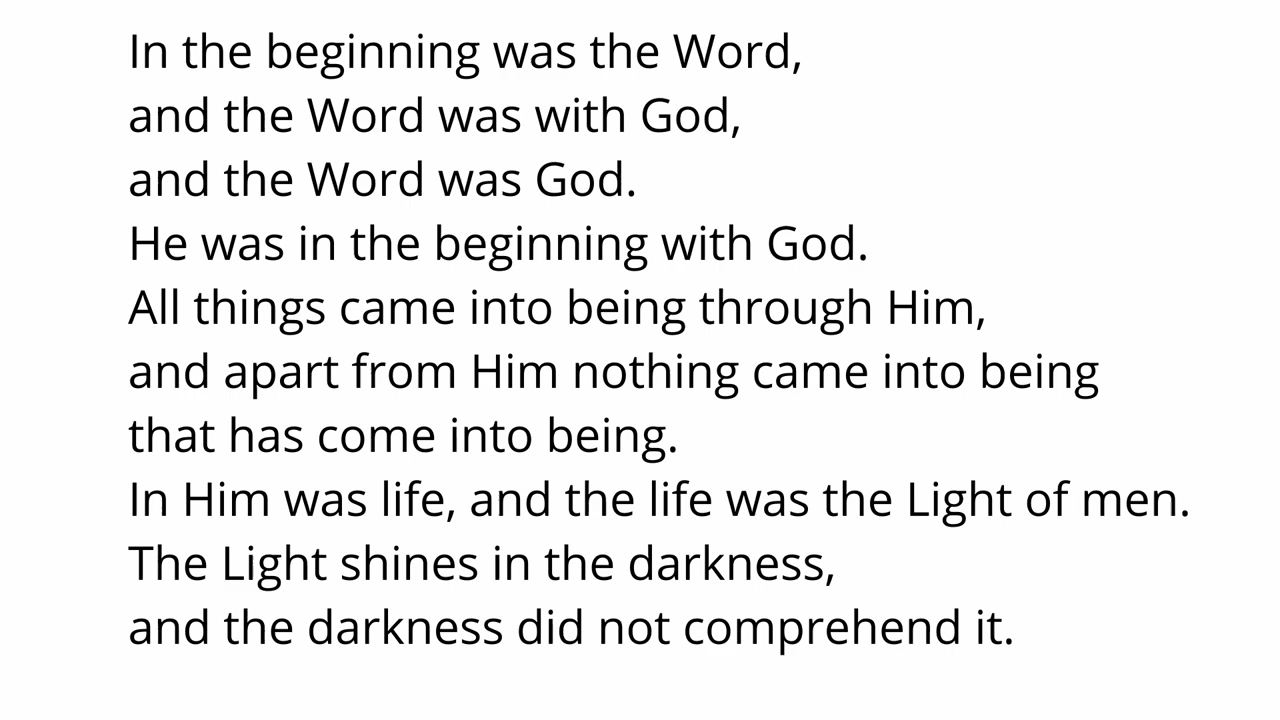 In the beginning was the Word,
and the Word was with God,
and the Word was God.
He was in the beginning with God.
All things came into being through Him,
and apart from Him nothing came into being
that has come into being.
In Him was life, and the life was the Light of men.
The Light shines in the darkness,
and the darkness did not comprehend it.